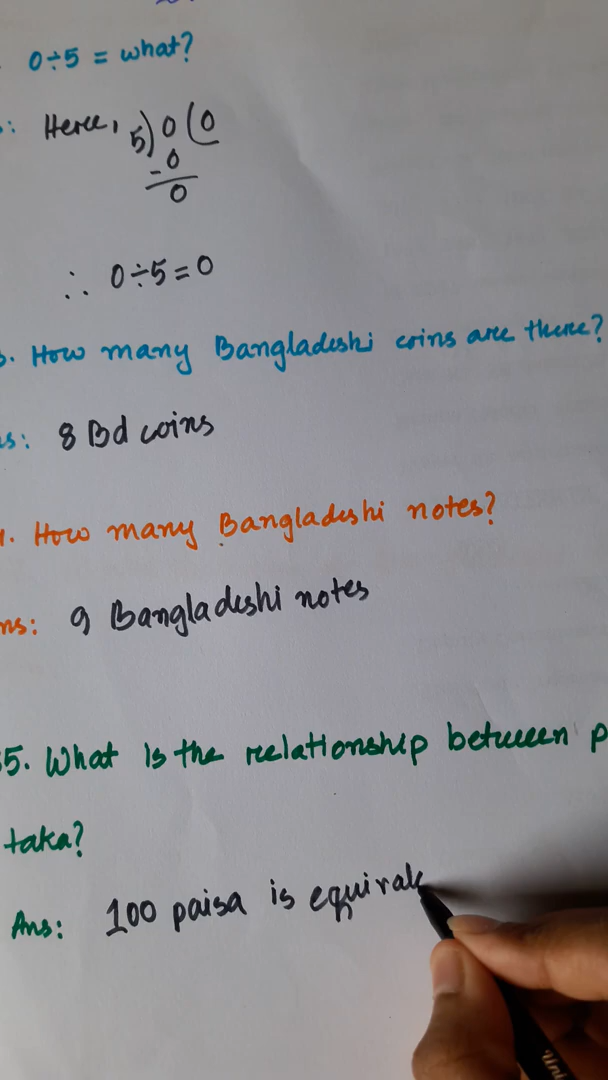 0÷5 = what?
: Here, 5)0(0
-0
0
∴ 0÷5=0
. How many Bangladeshi coins are there?
s: 8 Bd coins
. How many Bangladeshi notes?
ns: 9 Bangladeshi notes
5. What is the relationship between p
taka?
Ans: 100 paisa is equival
Uni